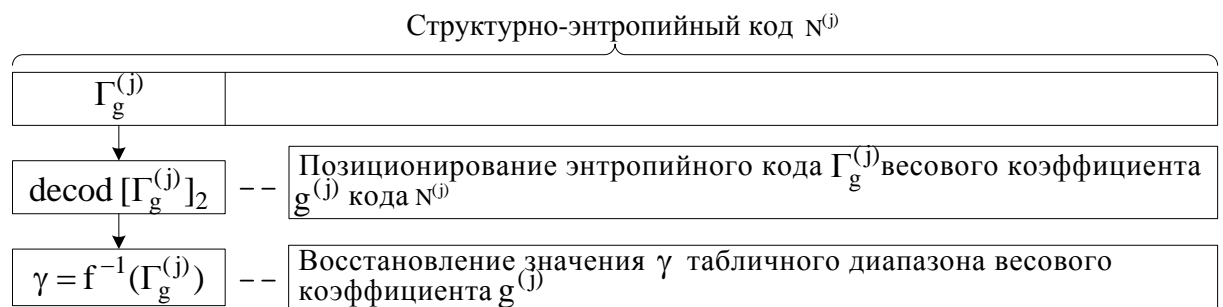 Структурно-энтропийный код N^(j)
Γ_g^(j)
decod [Γ_g^(j)]_2
Позиционирование энтропийного кода Γ_g^(j) весового коэффициента
g^(j) кода N^(j)
γ = f^-1(Γ_g^(j))
Восстановление значения γ табличного диапазона весового
коэффициента g^(j)